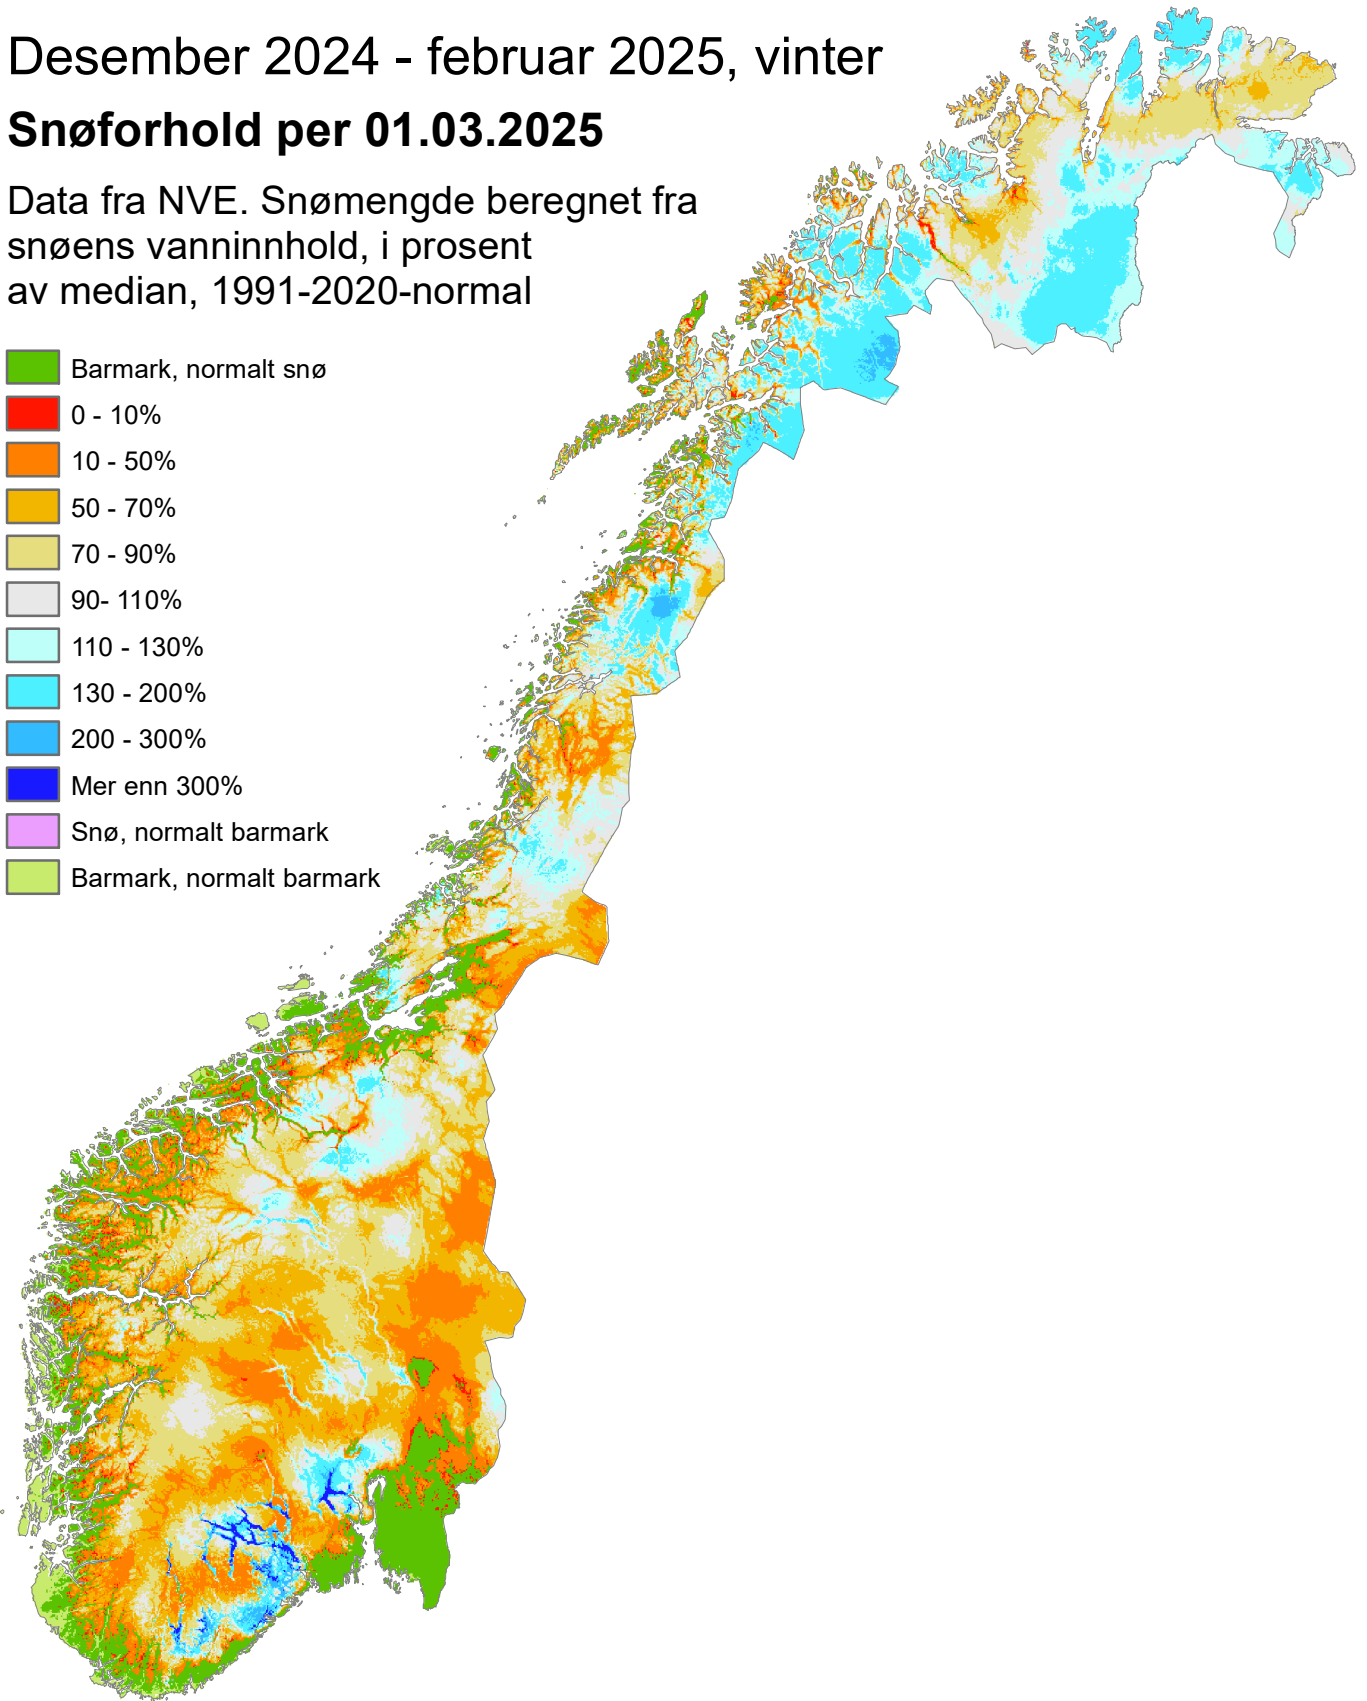 Desember 2024 - februar 2025, vinter
Snøforhold per 01.03.2025
Data fra NVE. Snømengde beregnet fra
snøens vanninnhold, i prosent
av median, 1991-2020-normal
Barmark, normalt snø
0 - 10%
10 - 50%
50 - 70%
70 - 90%
90- 110%
110 - 130%
130 - 200%
200 - 300%
Mer enn 300%
Snø, normalt barmark
Barmark, normalt barmark